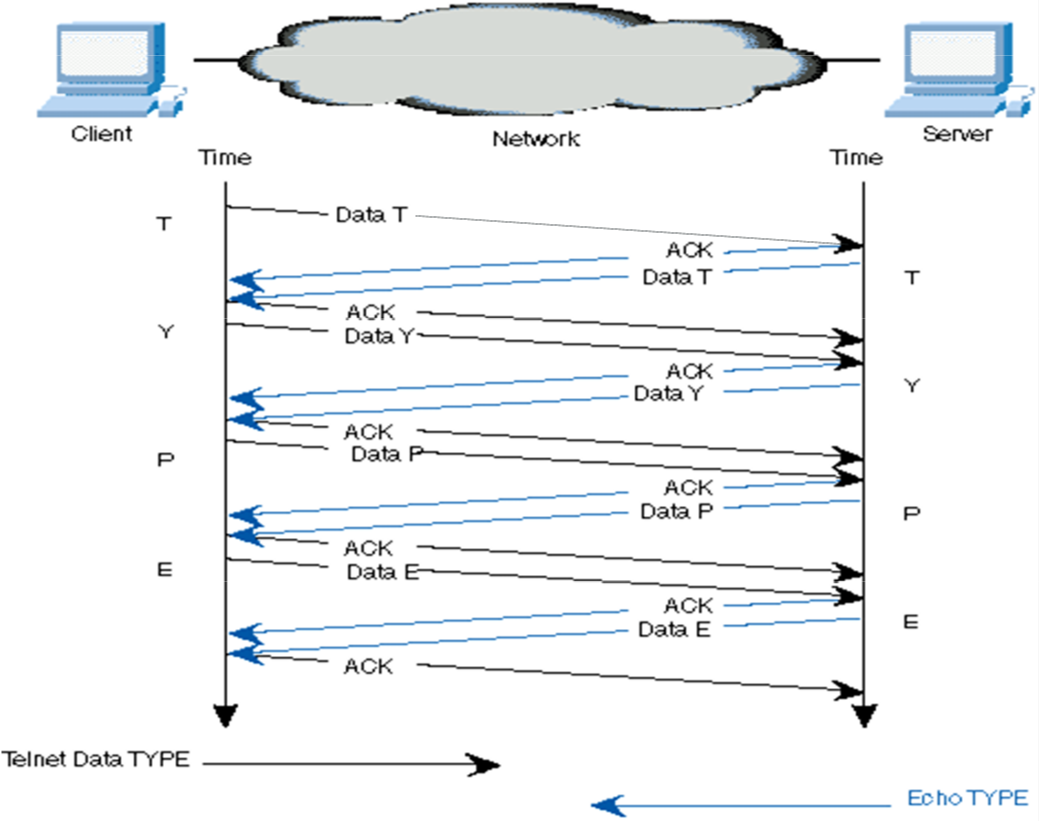 Client
Network
Server
Time
Time
T
Data T
ACK
Data T
T
ACK
Y
Data Y
ACK
Y
Data Y
ACK
P
Data P
ACK
Data P
P
ACK
E
Data E
ACK
E
Data E
ACK
Telnet Data TYPE
Echo TYPE